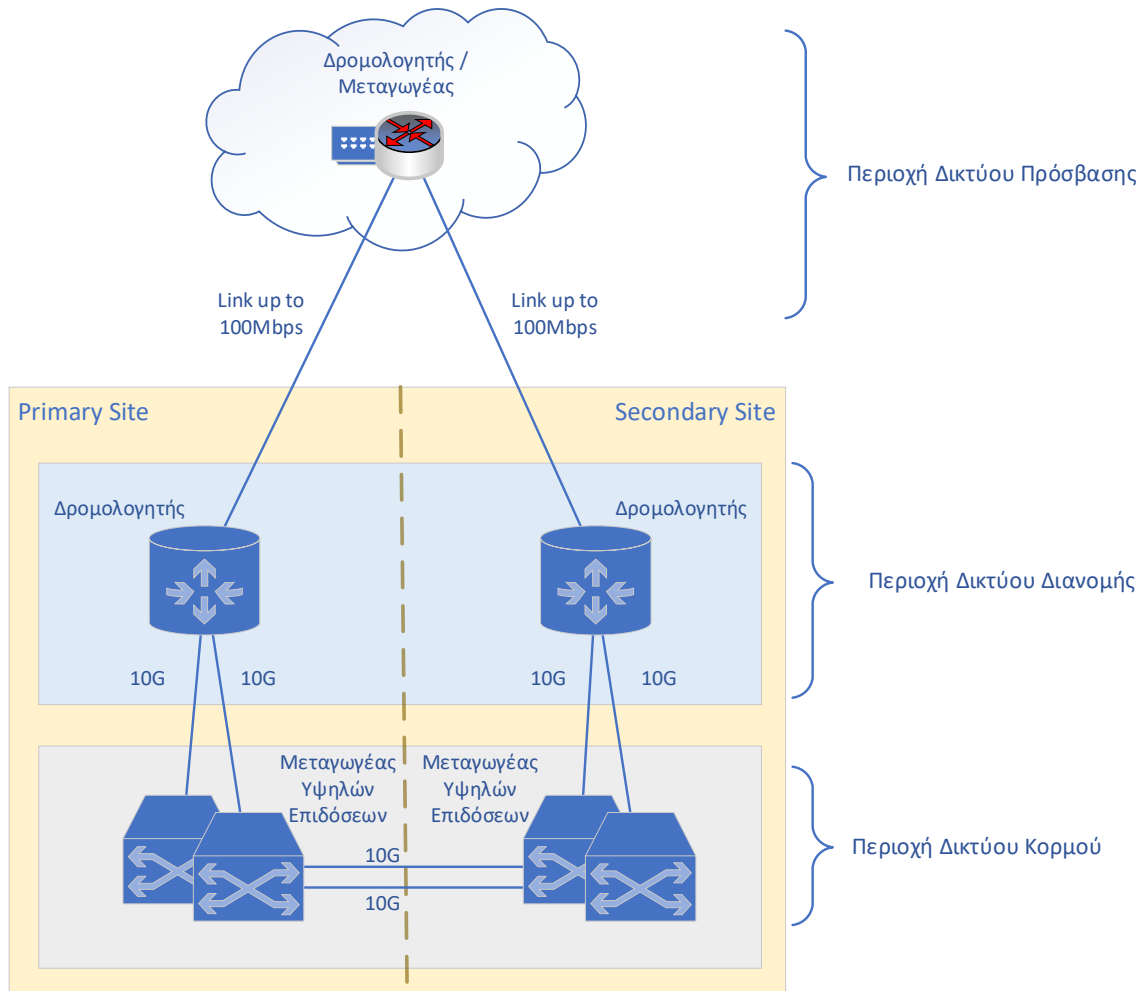 Δρομολογητής /
Μεταγωγέας
Περιοχή Δικτύου Πρόσβασης
Link up to
100Mbps
Link up to
100Mbps
Primary Site
Secondary Site
Δρομολογητής
Δρομολογητής
Περιοχή Δικτύου Διανομής
10G
10G
10G
10G
Μεταγωγέας
Υψηλών
Επιδόσεων
Μεταγωγέας
Υψηλών
Επιδόσεων
Περιοχή Δικτύου Κορμού
10G
10G